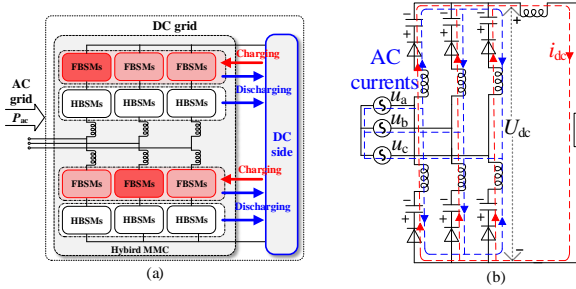 DC grid
FBSMs FBSMs FBSMs
Charging
HBSMs HBSMs HBSMs
Discharging
AC grid
Pac
DC side
FBSMs FBSMs FBSMs
Charging
HBSMs HBSMs HBSMs
Discharging
Hybird MMC
(a)
− − −
+ + +
+
idc
AC currents
ua
ub
uc
Udc
− − −
+ + +
−
(b)